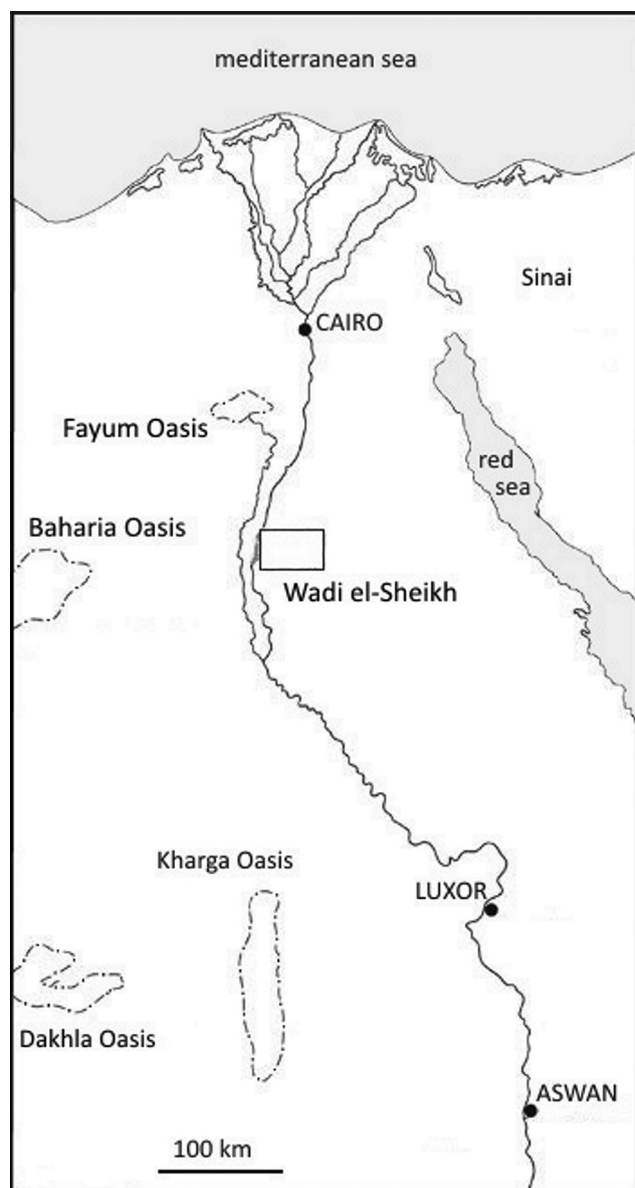 mediterranean sea
Sinai
CAIRO
Fayum Oasis
red
sea
Baharia Oasis
Wadi el-Sheikh
Kharga Oasis
LUXOR
Dakhla Oasis
ASWAN
100 km